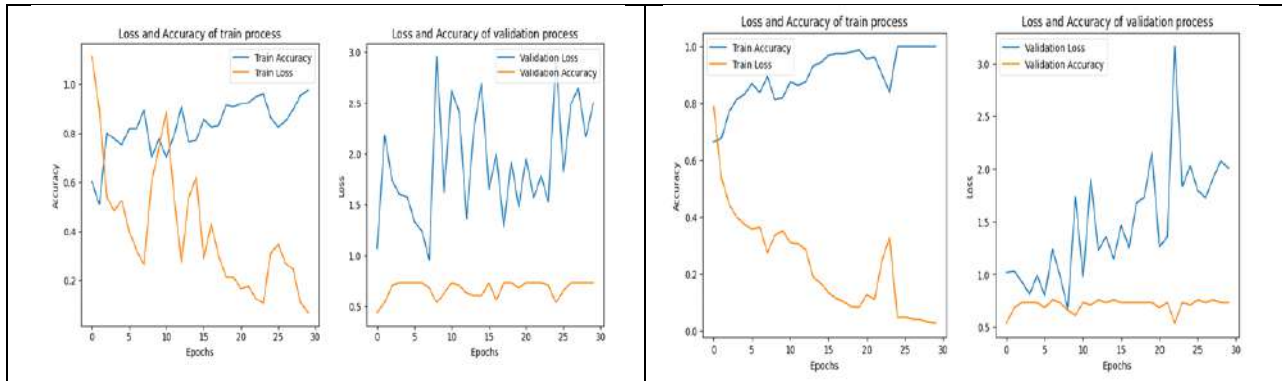 Loss and Accuracy of train process
Train Accuracy
Train Loss
1.0
0.8
0.6
0.4
0.2
Accuracy
0 5 10 15 20 25 30
Epochs
Loss and Accuracy of validation process
Validation Loss
Validation Accuracy
3.0
2.5
2.0
1.5
1.0
0.5
Loss
0 5 10 15 20 25 30
Epochs
Loss and Accuracy of train process
Train Accuracy
Train Loss
1.0
0.8
0.6
0.4
0.2
0.0
Accuracy
0 5 10 15 20 25 30
Epochs
Loss and Accuracy of validation process
Validation Loss
Validation Accuracy
3.0
2.5
2.0
1.5
1.0
0.5
Loss
0 5 10 15 20 25 30
Epochs